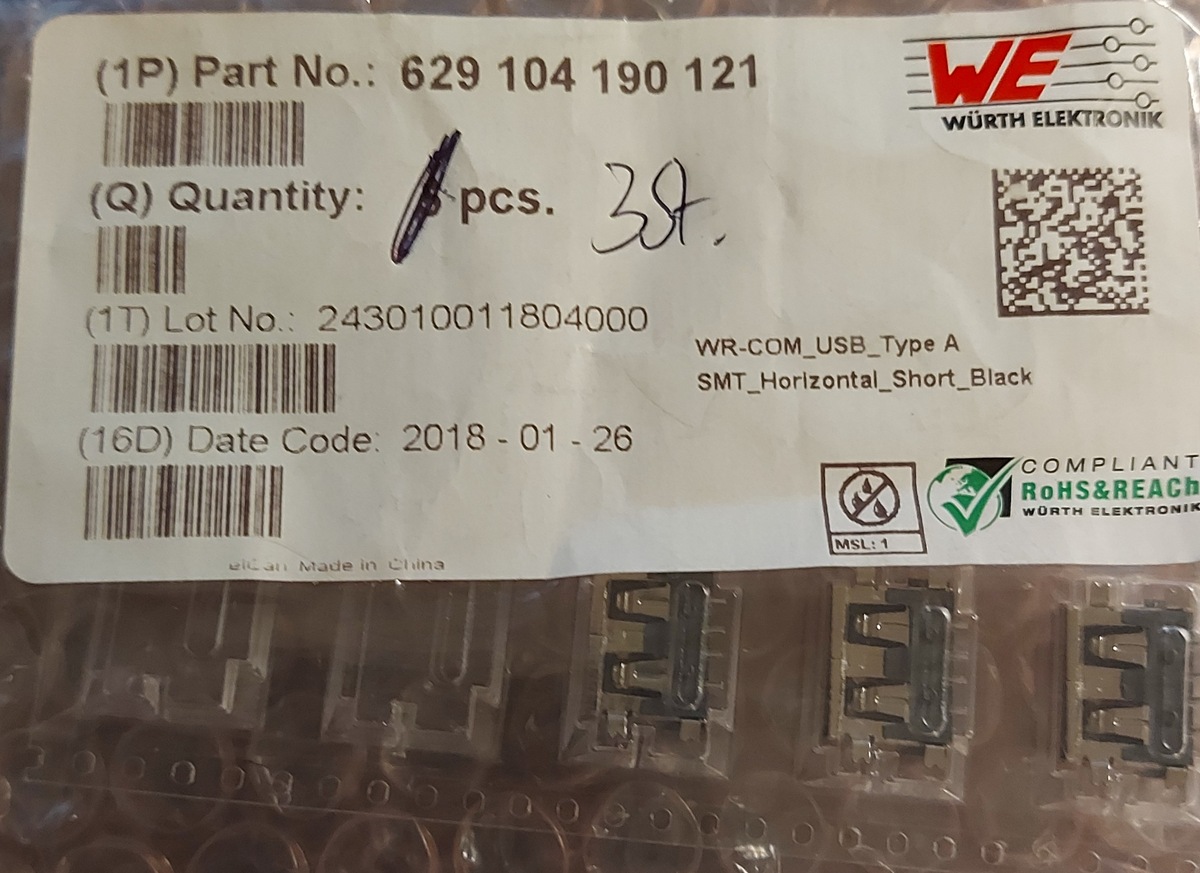 (1P) Part No.: 629 104 190 121
WE
WÜRTH ELEKTRONIK
(Q) Quantity: pcs. 3St.
(1T) Lot No.: 243010011804000
WR-COM_USB_Type A
SMT_Horizontal_Short_Black
(16D) Date Code: 2018 - 01 - 26
MSL: 1
COMPLIANT
RoHS&REACh
WÜRTH ELEKTRONIK
Made in China